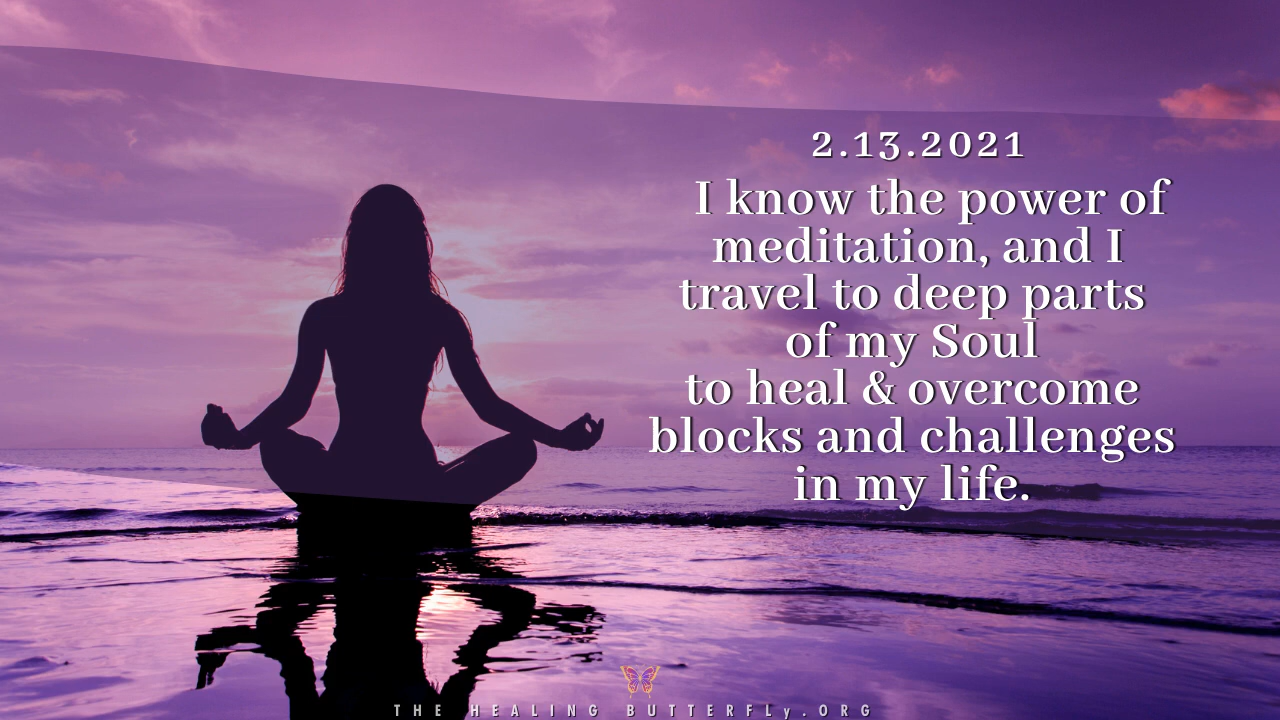 2.13.2021
I know the power of
meditation, and I
travel to deep parts
of my Soul
to heal & overcome
blocks and challenges
in my life.
THE HEALING BUTTERFLy.ORG